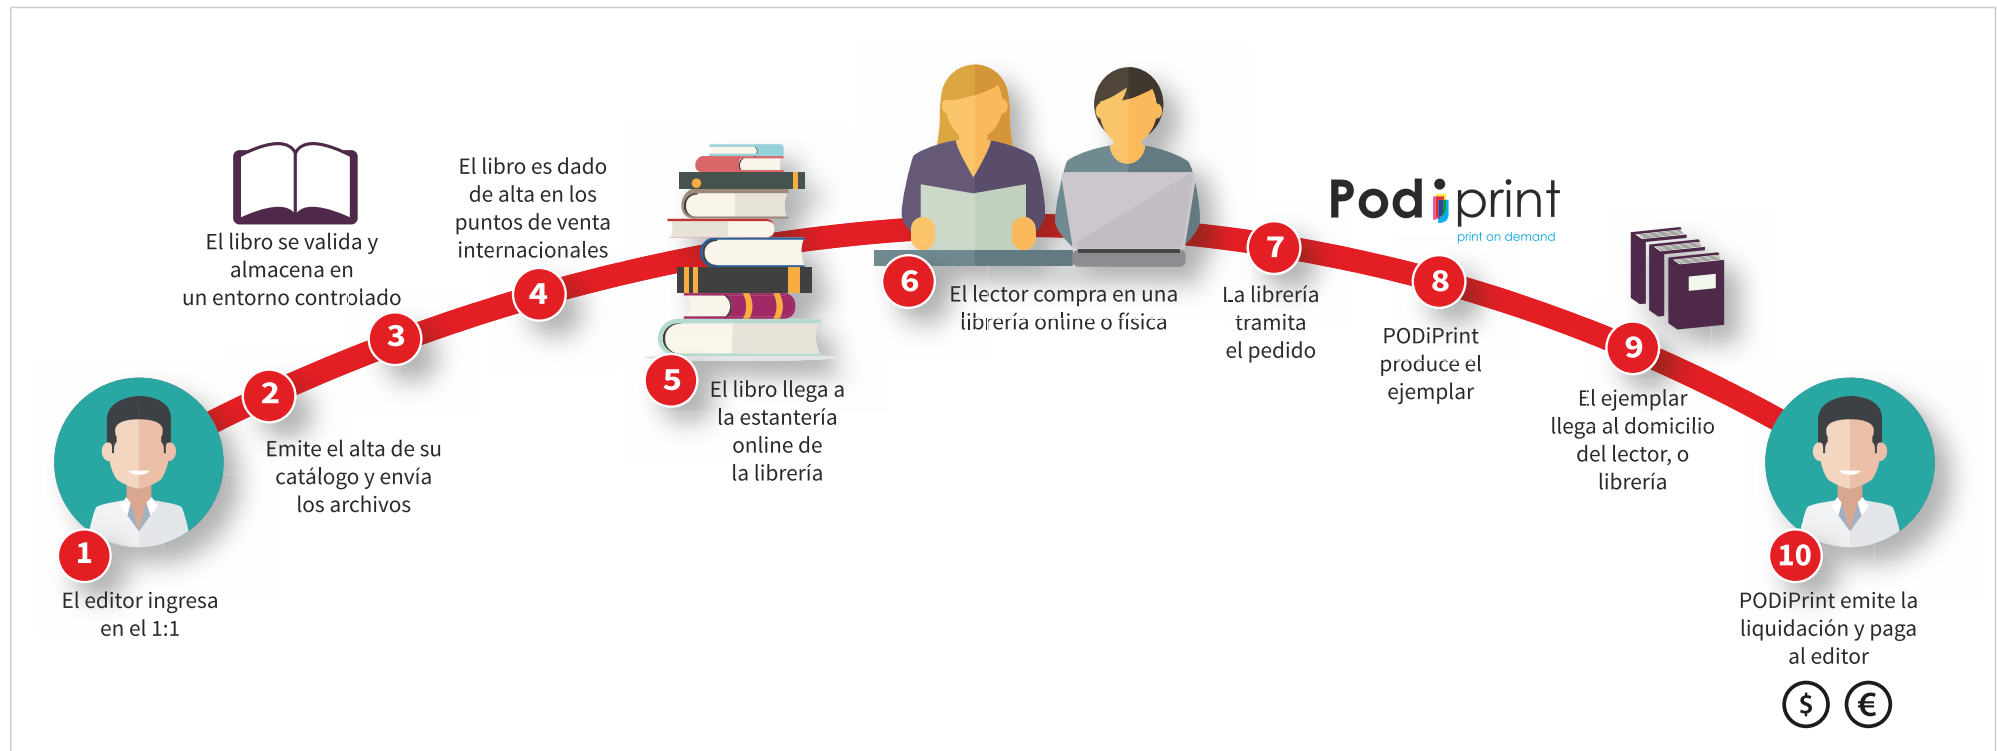 1
El editor ingresa
en el 1:1
2
Emite el alta de su
catálogo y envía
los archivos
3
El libro se valida y
almacena en
un entorno controlado
4
El libro es dado
de alta en los
puntos de venta
internacionales
5
El libro llega a
la estantería
online de
la librería
6
El lector compra en una
librería online o física
7
La librería
tramita
el pedido
Podiprint
print on demand
8
PODiPrint
produce el
ejemplar
9
El ejemplar
llega al domicilio
del lector, o
librería
10
PODiPrint emite la
liquidación y paga
al editor
$ €